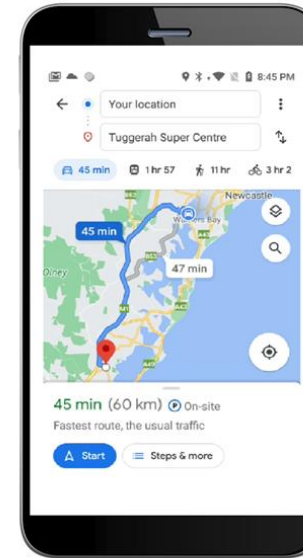 8:45 PM
Your location
Tuggerah Super Centre
45 min 1 hr 57 11 hr 3 hr 2
Newcastle
Warners Bay
45 min
47 min
Olney
45 min (60 km) P On-site
Fastest route, the usual traffic
Start Steps & more